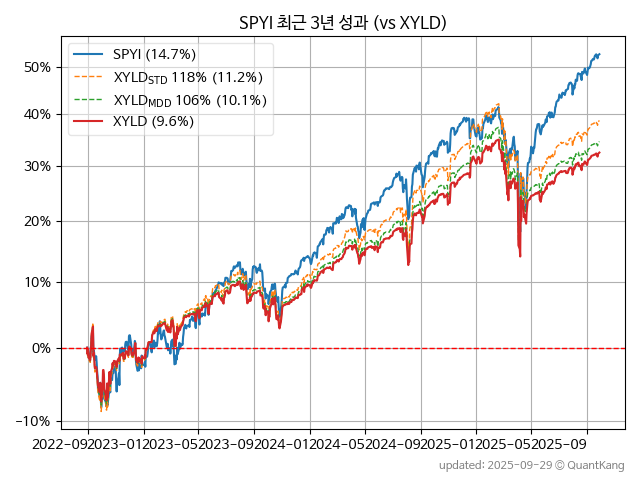 SPYI 최근 3년 성과 (vs XYLD)
SPYI (14.7%)
XYLD_STD 118% (11.2%)
XYLD_MDD 106% (10.1%)
XYLD (9.6%)
50%
40%
30%
20%
10%
0%
−10%
2022-09 2023-01 2023-05 2023-09 2024-01 2024-05 2024-09 2025-01 2025-05 2025-09
updated: 2025-09-29 © QuantKang